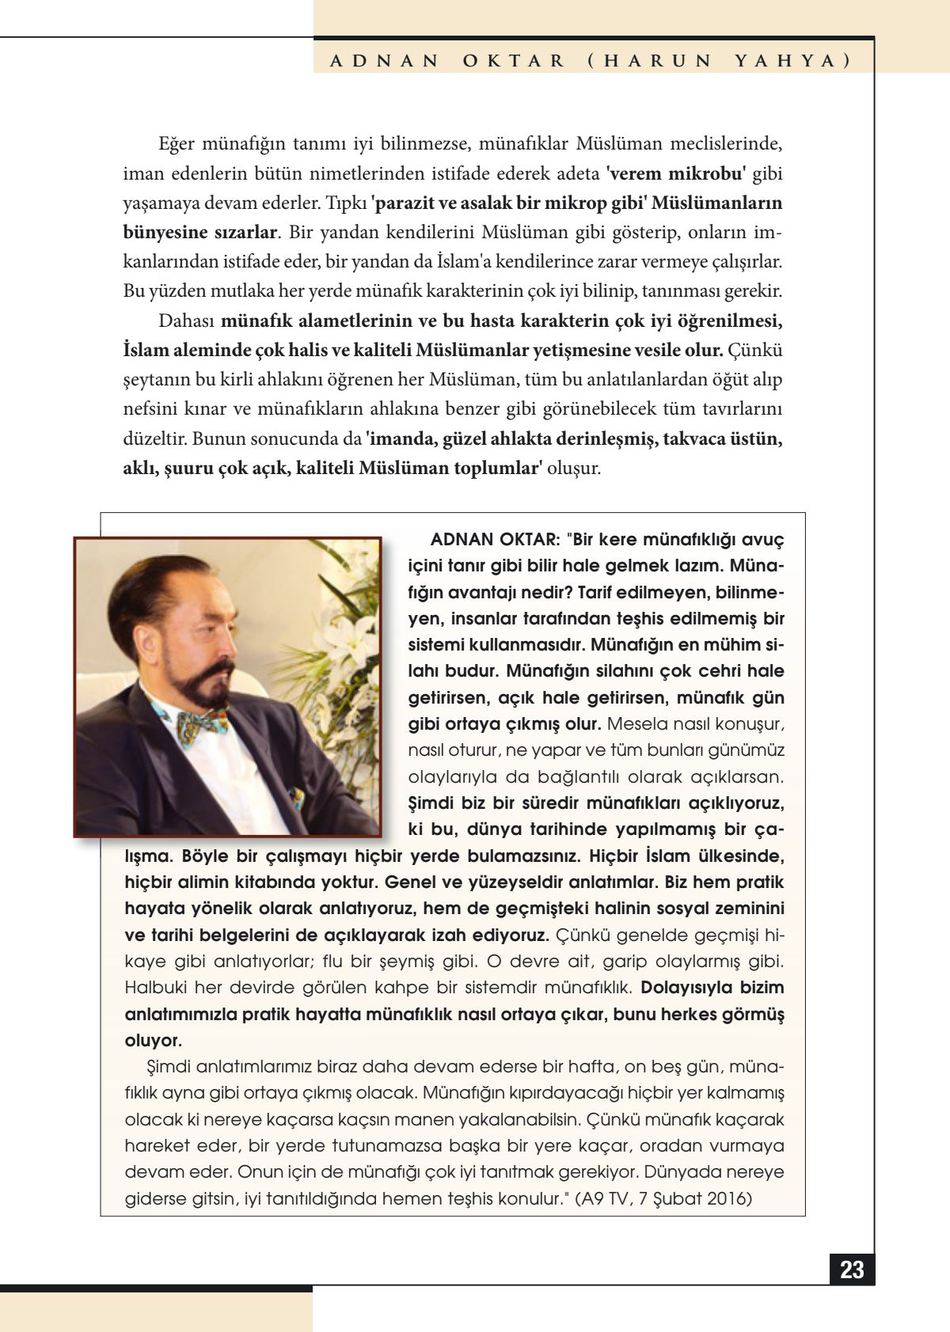 ADNAN OKTAR (HARUN YAHYA)
Eğer münafığın tanımı iyi bilinmezse, münafıklar Müslüman meclislerinde,
iman edenlerin bütün nimetlerinden istifade ederek adeta 'verem mikrobu' gibi
yaşamaya devam ederler. Tıpkı 'parazit ve asalak bir mikrop gibi' Müslümanların
bünyesine sızarlar. Bir yandan kendilerini Müslüman gibi gösterip, onların im-
kanlarından istifade eder, bir yandan da İslam'a kendilerince zarar vermeye çalışırlar.
Bu yüzden mutlaka her yerde münafık karakterinin çok iyi bilinip, tanınması gerekir.
Dahası münafık alametlerinin ve bu hasta karakterin çok iyi öğrenilmesi,
İslam aleminde çok halis ve kaliteli Müslümanlar yetişmesine vesile olur. Çünkü
şeytanın bu kirli ahlakını öğrenen her Müslüman, tüm bu anlatılanlardan öğüt alıp
nefsini kınar ve münafıkların ahlakına benzer gibi görünebilecek tüm tavırlarını
düzeltir. Bunun sonucunda da 'imanda, güzel ahlakta derinleşmiş, takvaca üstün,
aklı, şuuru çok açık, kaliteli Müslüman toplumlar' oluşur.
ADNAN OKTAR: "Bir kere münafıklığı avuç
içini tanır gibi bilir hale gelmek lazım. Müna-
fığın avantajı nedir? Tarif edilmeyen, bilinme-
yen, insanlar tarafından teşhis edilmemiş bir
sistemi kullanmasıdır. Münafığın en mühim si-
lahı budur. Münafığın silahını çok cehri hale
getirirsen, açık hale getirirsen, münafık gün
gibi ortaya çıkmış olur. Mesela nasıl konuşur,
nasıl oturur, ne yapar ve tüm bunları günümüz
olaylarıyla da bağlantılı olarak açıklarsan.
Şimdi biz bir süredir münafıkları açıklıyoruz,
ki bu, dünya tarihinde yapılmamış bir ça-
lışma. Böyle bir çalışmayı hiçbir yerde bulamazsınız. Hiçbir İslam ülkesinde,
hiçbir alimin kitabında yoktur. Genel ve yüzeyseldir anlatımlar. Biz hem pratik
hayata yönelik olarak anlatıyoruz, hem de geçmişteki halinin sosyal zeminini
ve tarihi belgelerini de açıklayarak izah ediyoruz. Çünkü genelde geçmişi hi-
kaye gibi anlatıyorlar; flu bir şeymiş gibi. O devre ait, garip olaylarmış gibi.
Halbuki her devirde görülen kahpe bir sistemdir münafıklık. Dolayısıyla bizim
anlatımımızla pratik hayatta münafıklık nasıl ortaya çıkar, bunu herkes görmüş
oluyor.
Şimdi anlatımlarımız biraz daha devam ederse bir hafta, on beş gün, müna-
fıklık ayna gibi ortaya çıkmış olacak. Münafığın kıpırdayacağı hiçbir yer kalmamış
olacak ki nereye kaçarsa kaçsın manen yakalanabilsin. Çünkü münafık kaçarak
hareket eder, bir yerde tutunamazsa başka bir yere kaçar, oradan vurmaya
devam eder. Onun için de münafığı çok iyi tanıtmak gerekiyor. Dünyada nereye
giderse gitsin, iyi tanıtıldığında hemen teşhis konulur." (A9 TV, 7 Şubat 2016)
23